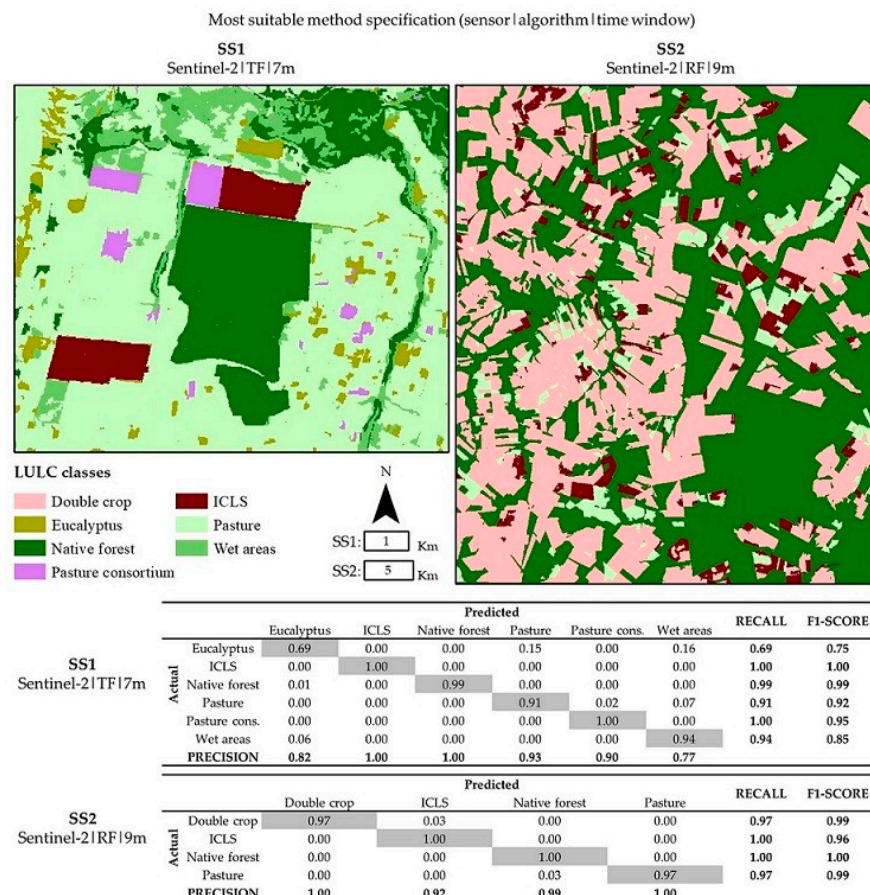 Most suitable method specification (sensor|algorithm|time window)
SS1
Sentinel-2|TF|7m
SS2
Sentinel-2|RF|9m
LULC classes
Double crop
ICLS
Eucalyptus
Pasture
Native forest
Wet areas
Pasture consortium
N
SS1: 1 Km
SS2: 5 Km
SS1
Sentinel-2|TF|7m
Predicted
Eucalyptus ICLS Native forest Pasture Pasture cons. Wet areas RECALL F1-SCORE
Actual
Eucalyptus 0.69 0.00 0.00 0.15 0.00 0.16 0.69 0.75
ICLS 0.00 1.00 0.00 0.00 0.00 0.00 1.00 1.00
Native forest 0.01 0.00 0.99 0.00 0.00 0.00 0.99 0.99
Pasture 0.00 0.00 0.00 0.91 0.02 0.07 0.91 0.92
Pasture cons. 0.00 0.00 0.00 0.00 1.00 0.00 1.00 0.95
Wet areas 0.06 0.00 0.00 0.00 0.00 0.94 0.94 0.85
PRECISION 0.82 1.00 1.00 0.93 0.90 0.77
SS2
Sentinel-2|RF|9m
Predicted
Double crop ICLS Native forest Pasture RECALL F1-SCORE
Actual
Double crop 0.97 0.03 0.00 0.00 0.97 0.99
ICLS 0.00 1.00 0.00 0.00 1.00 0.96
Native forest 0.00 0.00 1.00 0.00 1.00 1.00
Pasture 0.00 0.00 0.03 0.97 0.97 0.99
PRECISION 1.00 0.92 0.99 1.00